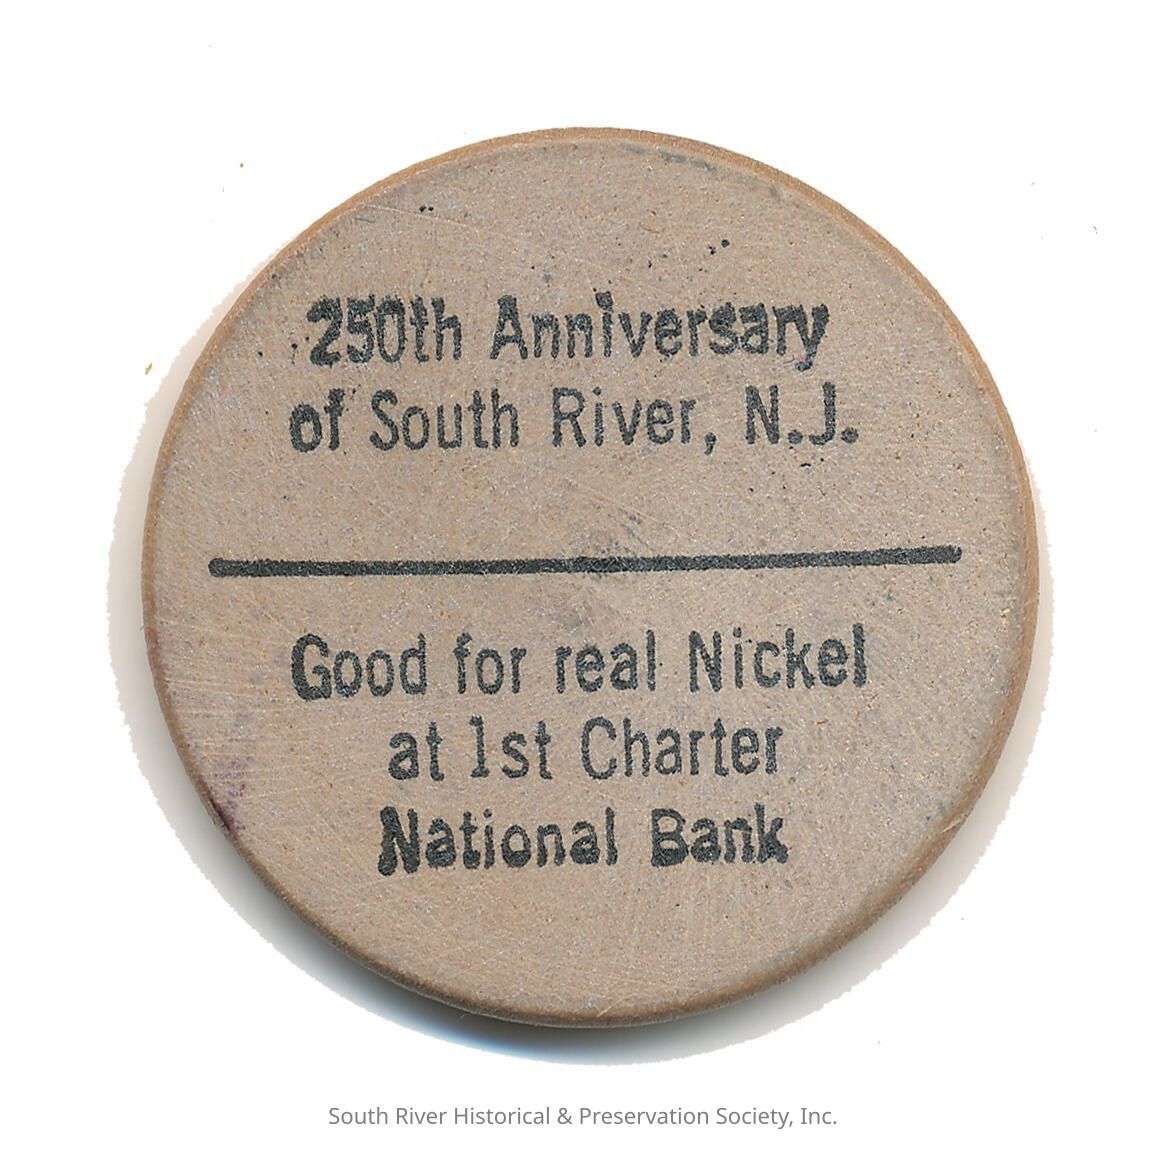 250th Anniversary
of South River, N.J.
Good for real Nickel
at 1st Charter
National Bank
South River Historical & Preservation Society, Inc.